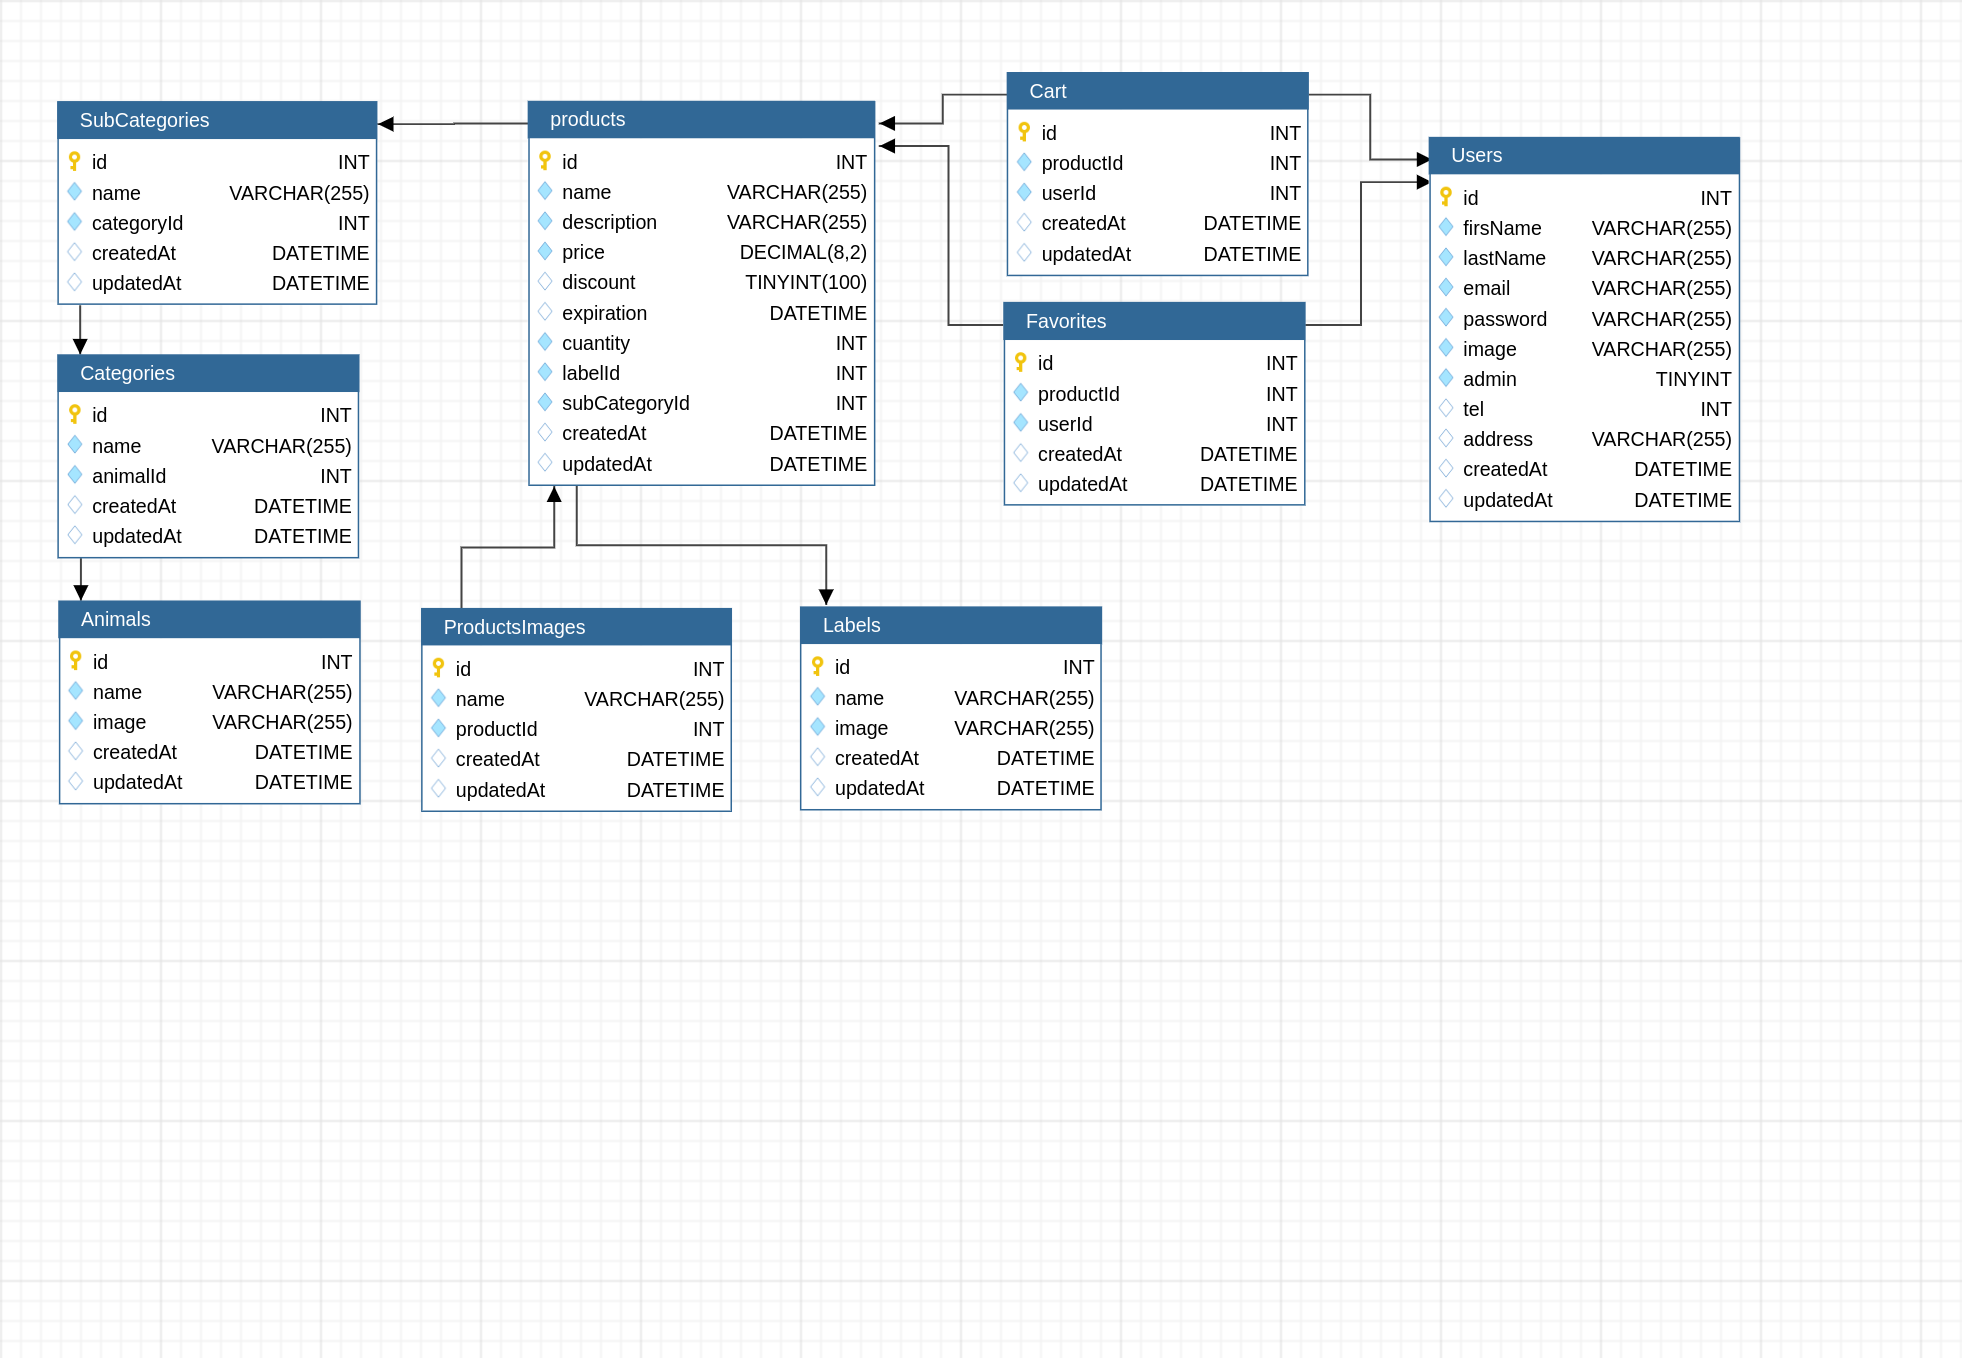 SubCategories
id INT
name VARCHAR(255)
categoryId INT
createdAt DATETIME
updatedAt DATETIME
Categories
id INT
name VARCHAR(255)
animalId INT
createdAt DATETIME
updatedAt DATETIME
Animals
id INT
name VARCHAR(255)
image VARCHAR(255)
createdAt DATETIME
updatedAt DATETIME
products
id INT
name VARCHAR(255)
description VARCHAR(255)
price DECIMAL(8,2)
discount TINYINT(100)
expiration DATETIME
cuantity INT
labelId INT
subCategoryId INT
createdAt DATETIME
updatedAt DATETIME
ProductsImages
id INT
name VARCHAR(255)
productId INT
createdAt DATETIME
updatedAt DATETIME
Labels
id INT
name VARCHAR(255)
image VARCHAR(255)
createdAt DATETIME
updatedAt DATETIME
Cart
id INT
productId INT
userId INT
createdAt DATETIME
updatedAt DATETIME
Favorites
id INT
productId INT
userId INT
createdAt DATETIME
updatedAt DATETIME
Users
id INT
firsName VARCHAR(255)
lastName VARCHAR(255)
email VARCHAR(255)
password VARCHAR(255)
image VARCHAR(255)
admin TINYINT
tel INT
address VARCHAR(255)
createdAt DATETIME
updatedAt DATETIME